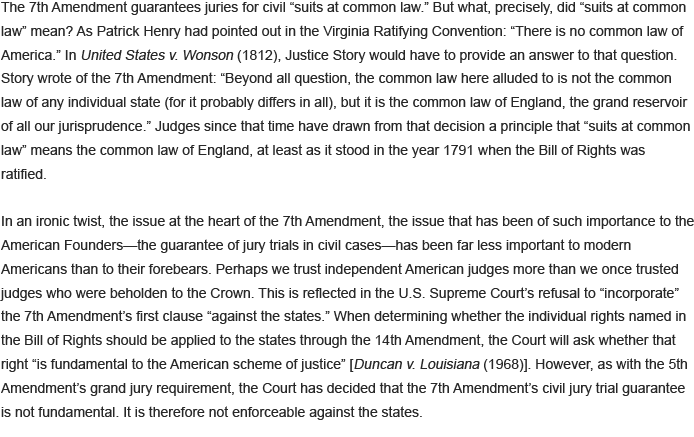 The 7th Amendment guarantees juries for civil “suits at common law.” But what, precisely, did “suits at common
law” mean? As Patrick Henry had pointed out in the Virginia Ratifying Convention: “There is no common law of
America.” In United States v. Wonson (1812), Justice Story would have to provide an answer to that question.
Story wrote of the 7th Amendment: “Beyond all question, the common law here alluded to is not the common
law of any individual state (for it probably differs in all), but it is the common law of England, the grand reservoir
of all our jurisprudence.” Judges since that time have drawn from that decision a principle that “suits at common
law” means the common law of England, at least as it stood in the year 1791 when the Bill of Rights was
ratified.
In an ironic twist, the issue at the heart of the 7th Amendment, the issue that has been of such importance to the
American Founders—the guarantee of jury trials in civil cases—has been far less important to modern
Americans than to their forebears. Perhaps we trust independent American judges more than we once trusted
judges who were beholden to the Crown. This is reflected in the U.S. Supreme Court’s refusal to “incorporate”
the 7th Amendment’s first clause “against the states.” When determining whether the individual rights named in
the Bill of Rights should be applied to the states through the 14th Amendment, the Court will ask whether that
right “is fundamental to the American scheme of justice” [Duncan v. Louisiana (1968)]. However, as with the 5th
Amendment’s grand jury requirement, the Court has decided that the 7th Amendment’s civil jury trial guarantee
is not fundamental. It is therefore not enforceable against the states.